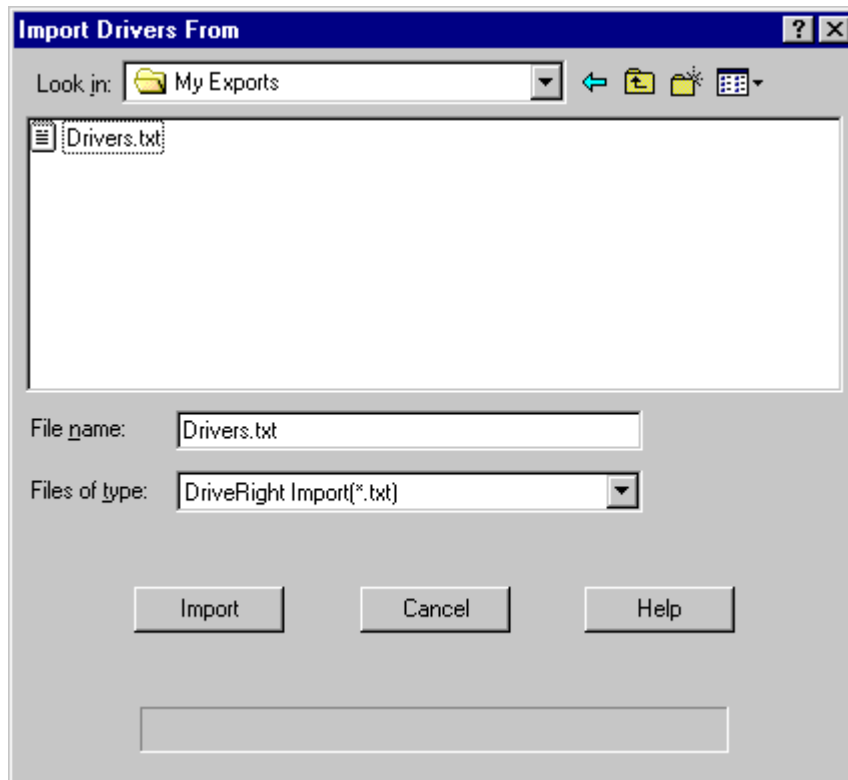 Import Drivers From
Look in: My Exports
Drivers.txt
File name: Drivers.txt
Files of type: DriveRight Import(*.txt)
Import Cancel Help